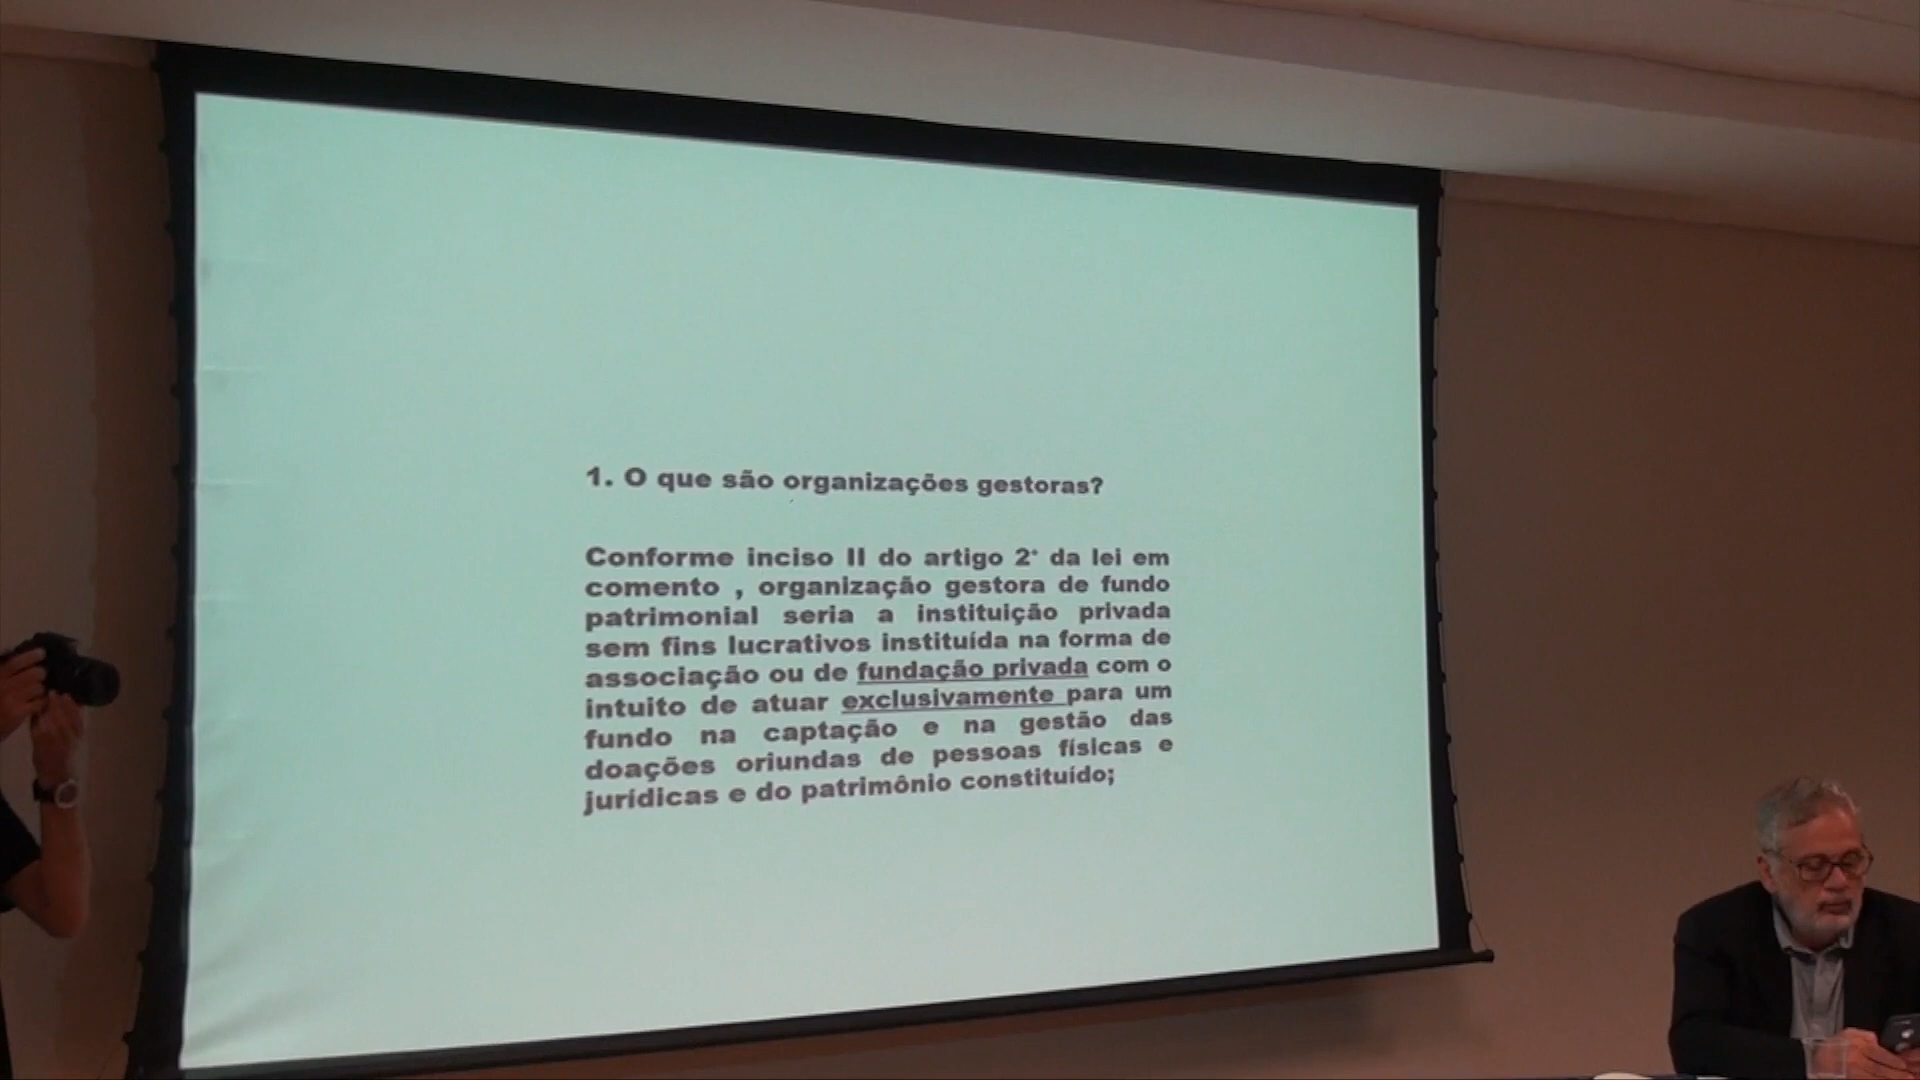 1. O que são organizações gestoras?
Conforme inciso II do artigo 2° da lei em
comento , organização gestora de fundo
patrimonial seria a instituição privada
sem fins lucrativos instituída na forma de
associação ou de fundação privada com o
intuito de atuar exclusivamente para um
fundo na captação e na gestão das
doações oriundas de pessoas físicas e
jurídicas e do patrimônio constituído;